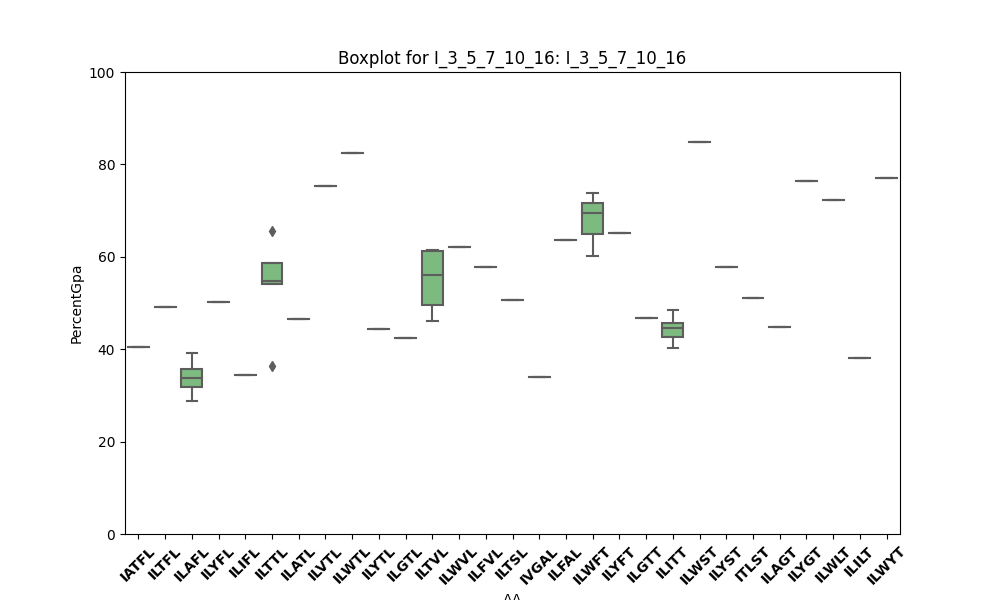 Boxplot for I_3_5_7_10_16: I_3_5_7_10_16
100
80
60
40
20
0
PercentGpa
IATFL
ILTFL
ILAFL
ILYFL
ILIFL
ILTTL
ILATL
ILVTL
ILWTL
ILYTL
ILGTL
ILTVL
ILWVL
ILFVL
ILTSL
IVGAL
ILFAL
ILWFT
ILYFT
ILGTT
ILITT
ILWST
ILYST
ITLST
ILAGT
ILYGT
ILWLT
ILILT
ILWYT
AA